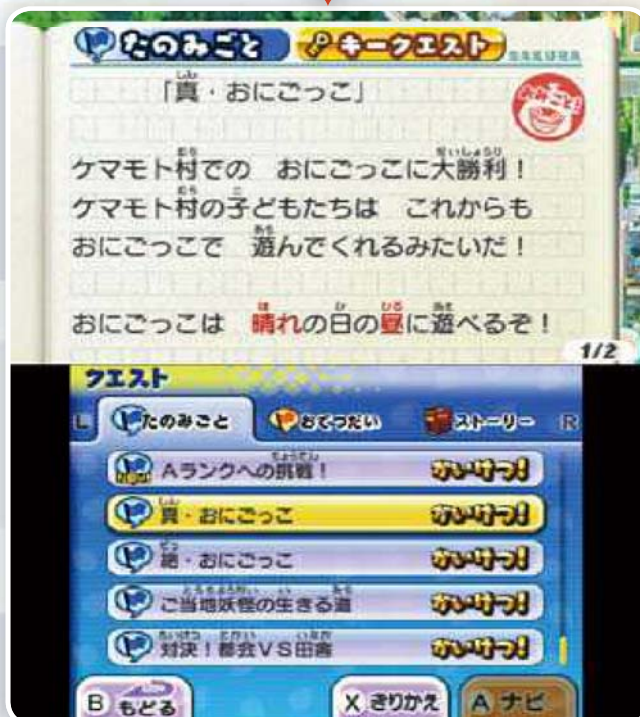 たのみごと キークエスト
「真・おにごっこ」
おみごと!
ケマモト村での おにごっこに大勝利！
ケマモト村の子どもたちは これからも
おにごっこで 遊んでくれるみたいだ！
おにごっこは 晴れの日の昼に遊べるぞ！
1/2
クエスト
L たのみごと おてつだい ストーリー R
Aランクへの挑戦！ かいけつ!
真・おにごっこ かいけつ!
絶・おにごっこ かいけつ!
ご当地妖怪の生きる道 かいけつ!
対決！都会VS田舎 かいけつ!
B もどる X きりかえ A ナビ